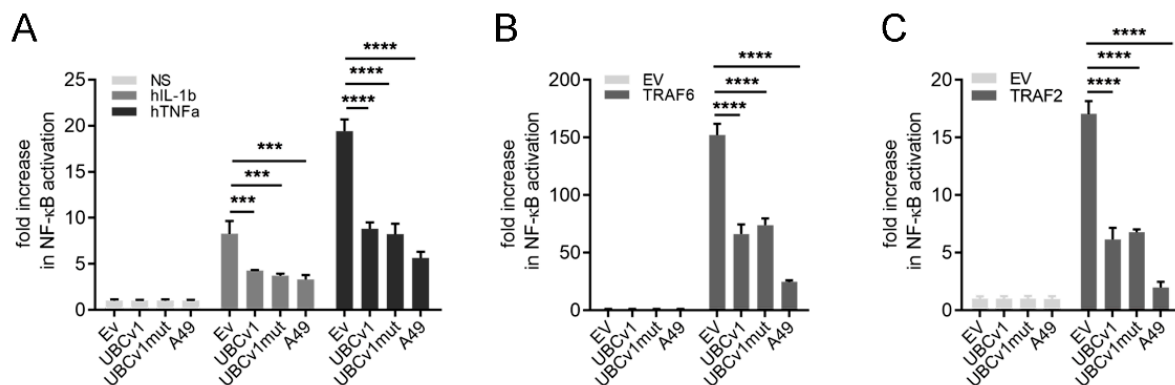 A
fold increase
in NF-κB activation
25
20
15
10
5
0
NS
hIL-1b
hTNFa
***
***
***
****
****
****
Ev
UBCv1
UBCv1mut
A49
Ev
UBCv1
UBCv1mut
A49
Ev
UBCv1
UBCv1mut
A49
B
fold increase
in NF-κB activation
200
150
100
50
0
EV
TRAF6
****
****
****
EV
UBCv1
UBCv1mut
A49
EV
UBCv1
UBCv1mut
A49
C
fold increase
in NF-κB activation
20
15
10
5
0
EV
TRAF2
****
****
****
EV
UBCv1
UBCv1mut
A49
EV
UBCv1
UBCv1mut
A49